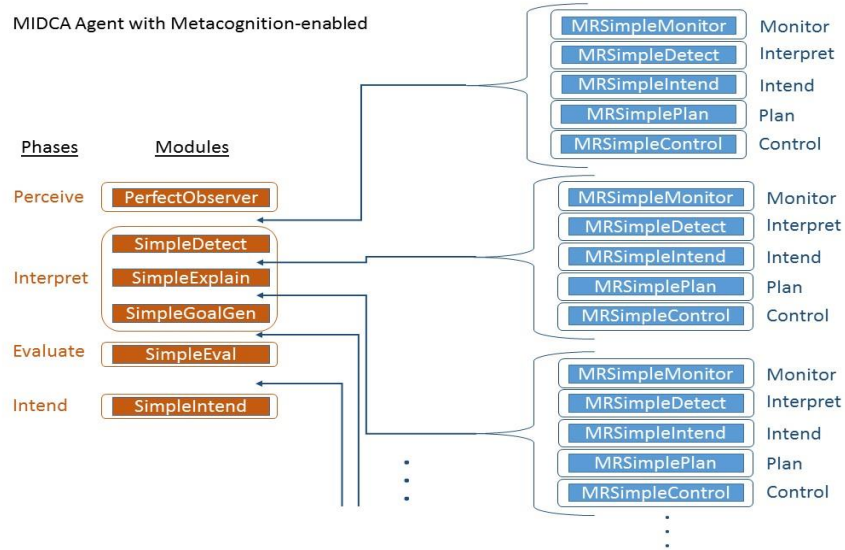 MIDCA Agent with Metacognition-enabled
Phases Modules
Perceive PerfectObserver
Interpret
SimpleDetect
SimpleExplain
SimpleGoalGen
Evaluate SimpleEval
Intend SimpleIntend
MRSimpleMonitor Monitor
MRSimpleDetect Interpret
MRSimpleIntend Intend
MRSimplePlan Plan
MRSimpleControl Control
MRSimpleMonitor Monitor
MRSimpleDetect Interpret
MRSimpleIntend Intend
MRSimplePlan Plan
MRSimpleControl Control
MRSimpleMonitor Monitor
MRSimpleDetect Interpret
MRSimpleIntend Intend
MRSimplePlan Plan
MRSimpleControl Control